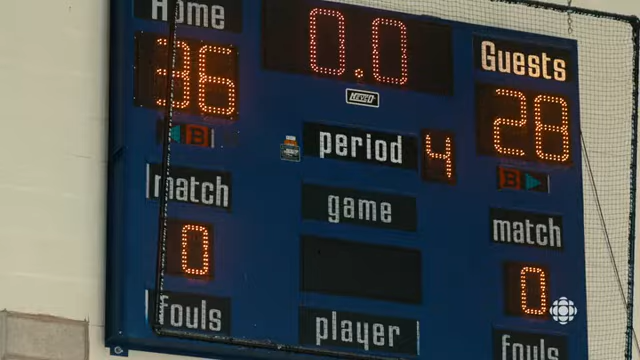 Home
0.0
Guests
36
28
B
period 4
B
match
game
match
0
0
fouls
player
fouls